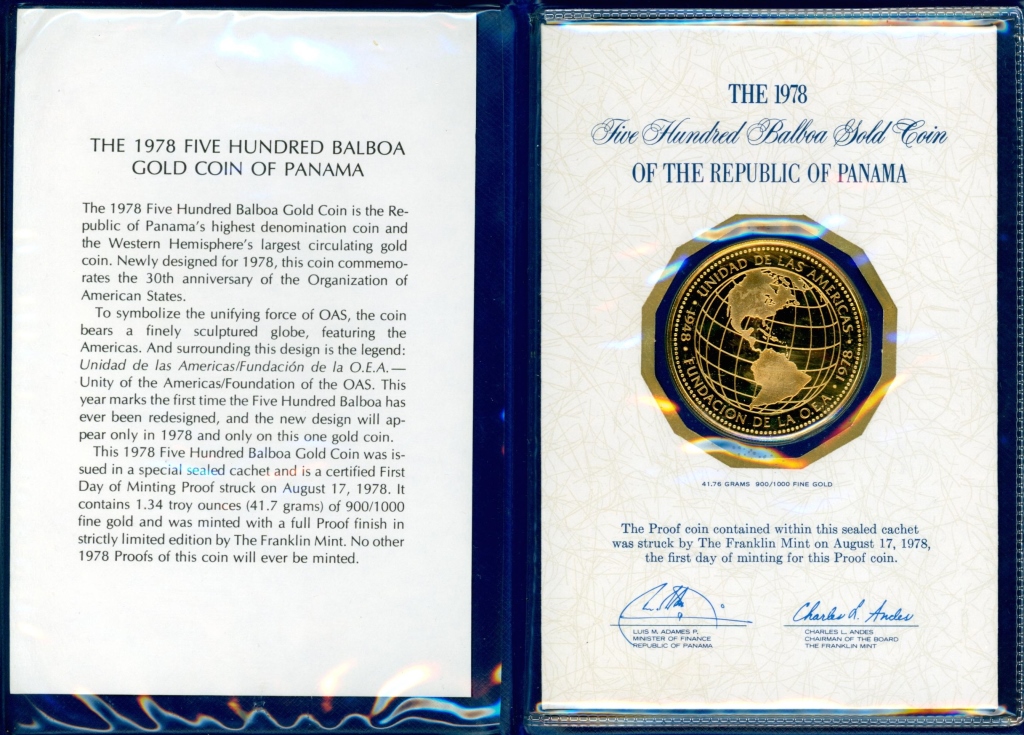 THE 1978 FIVE HUNDRED BALBOA
GOLD COIN OF PANAMA
The 1978 Five Hundred Balboa Gold Coin is the Re-
public of Panama's highest denomination coin and
the Western Hemisphere's largest circulating gold
coin. Newly designed for 1978, this coin commemo-
rates the 30th anniversary of the Organization of
American States.
To symbolize the unifying force of OAS, the coin
bears a finely sculptured globe, featuring the
Americas. And surrounding this design is the legend:
Unidad de las Americas/Fundación de la O.E.A.—
Unity of the Americas/Foundation of the OAS. This
year marks the first time the Five Hundred Balboa has
ever been redesigned, and the new design will ap-
pear only in 1978 and only on this one gold coin.
This 1978 Five Hundred Balboa Gold Coin was is-
sued in a special sealed cachet and is a certified First
Day of Minting Proof struck on August 17, 1978. It
contains 1.34 troy ounces (41.7 grams) of 900/1000
fine gold and was minted with a full Proof finish in
strictly limited edition by The Franklin Mint. No other
1978 Proofs of this coin will ever be minted.
THE 1978
Five Hundred Balboa Gold Coin
OF THE REPUBLIC OF PANAMA
UNIDAD DE LAS AMERICAS
1948 · FUNDACION DE LA O.E.A. · 1978
41.76 GRAMS 900/1000 FINE GOLD
The Proof coin contained within this sealed cachet
was struck by The Franklin Mint on August 17, 1978,
the first day of minting for this Proof coin.
Charles L. Andes
LUIS M. ADAMES P.
MINISTER OF FINANCE
REPUBLIC OF PANAMA
CHARLES L. ANDES
CHAIRMAN OF THE BOARD
THE FRANKLIN MINT